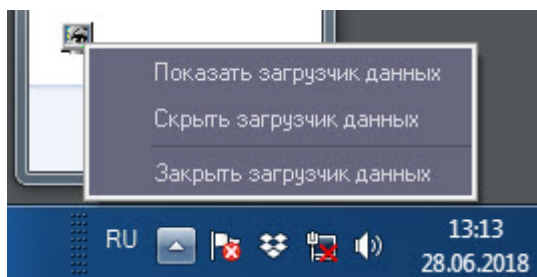 Показать загрузчик данных
Скрыть загрузчик данных
Закрыть загрузчик данных
RU
13:13
28.06.2018